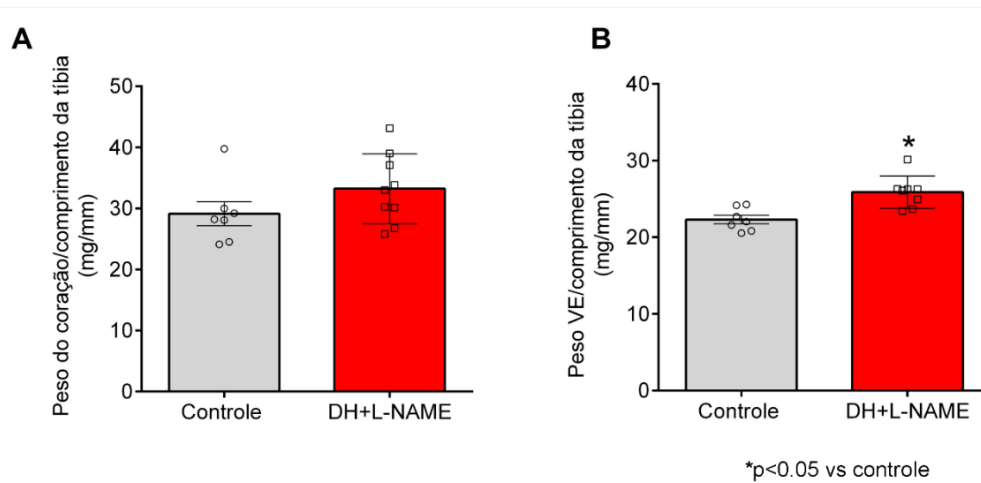 A
Peso do coração/comprimento da tíbia
(mg/mm)
50
40
30
20
10
0
Controle
DH+L-NAME
B
Peso VE/comprimento da tíbia
(mg/mm)
40
30
20
10
0
*
Controle
DH+L-NAME
*p<0.05 vs controle